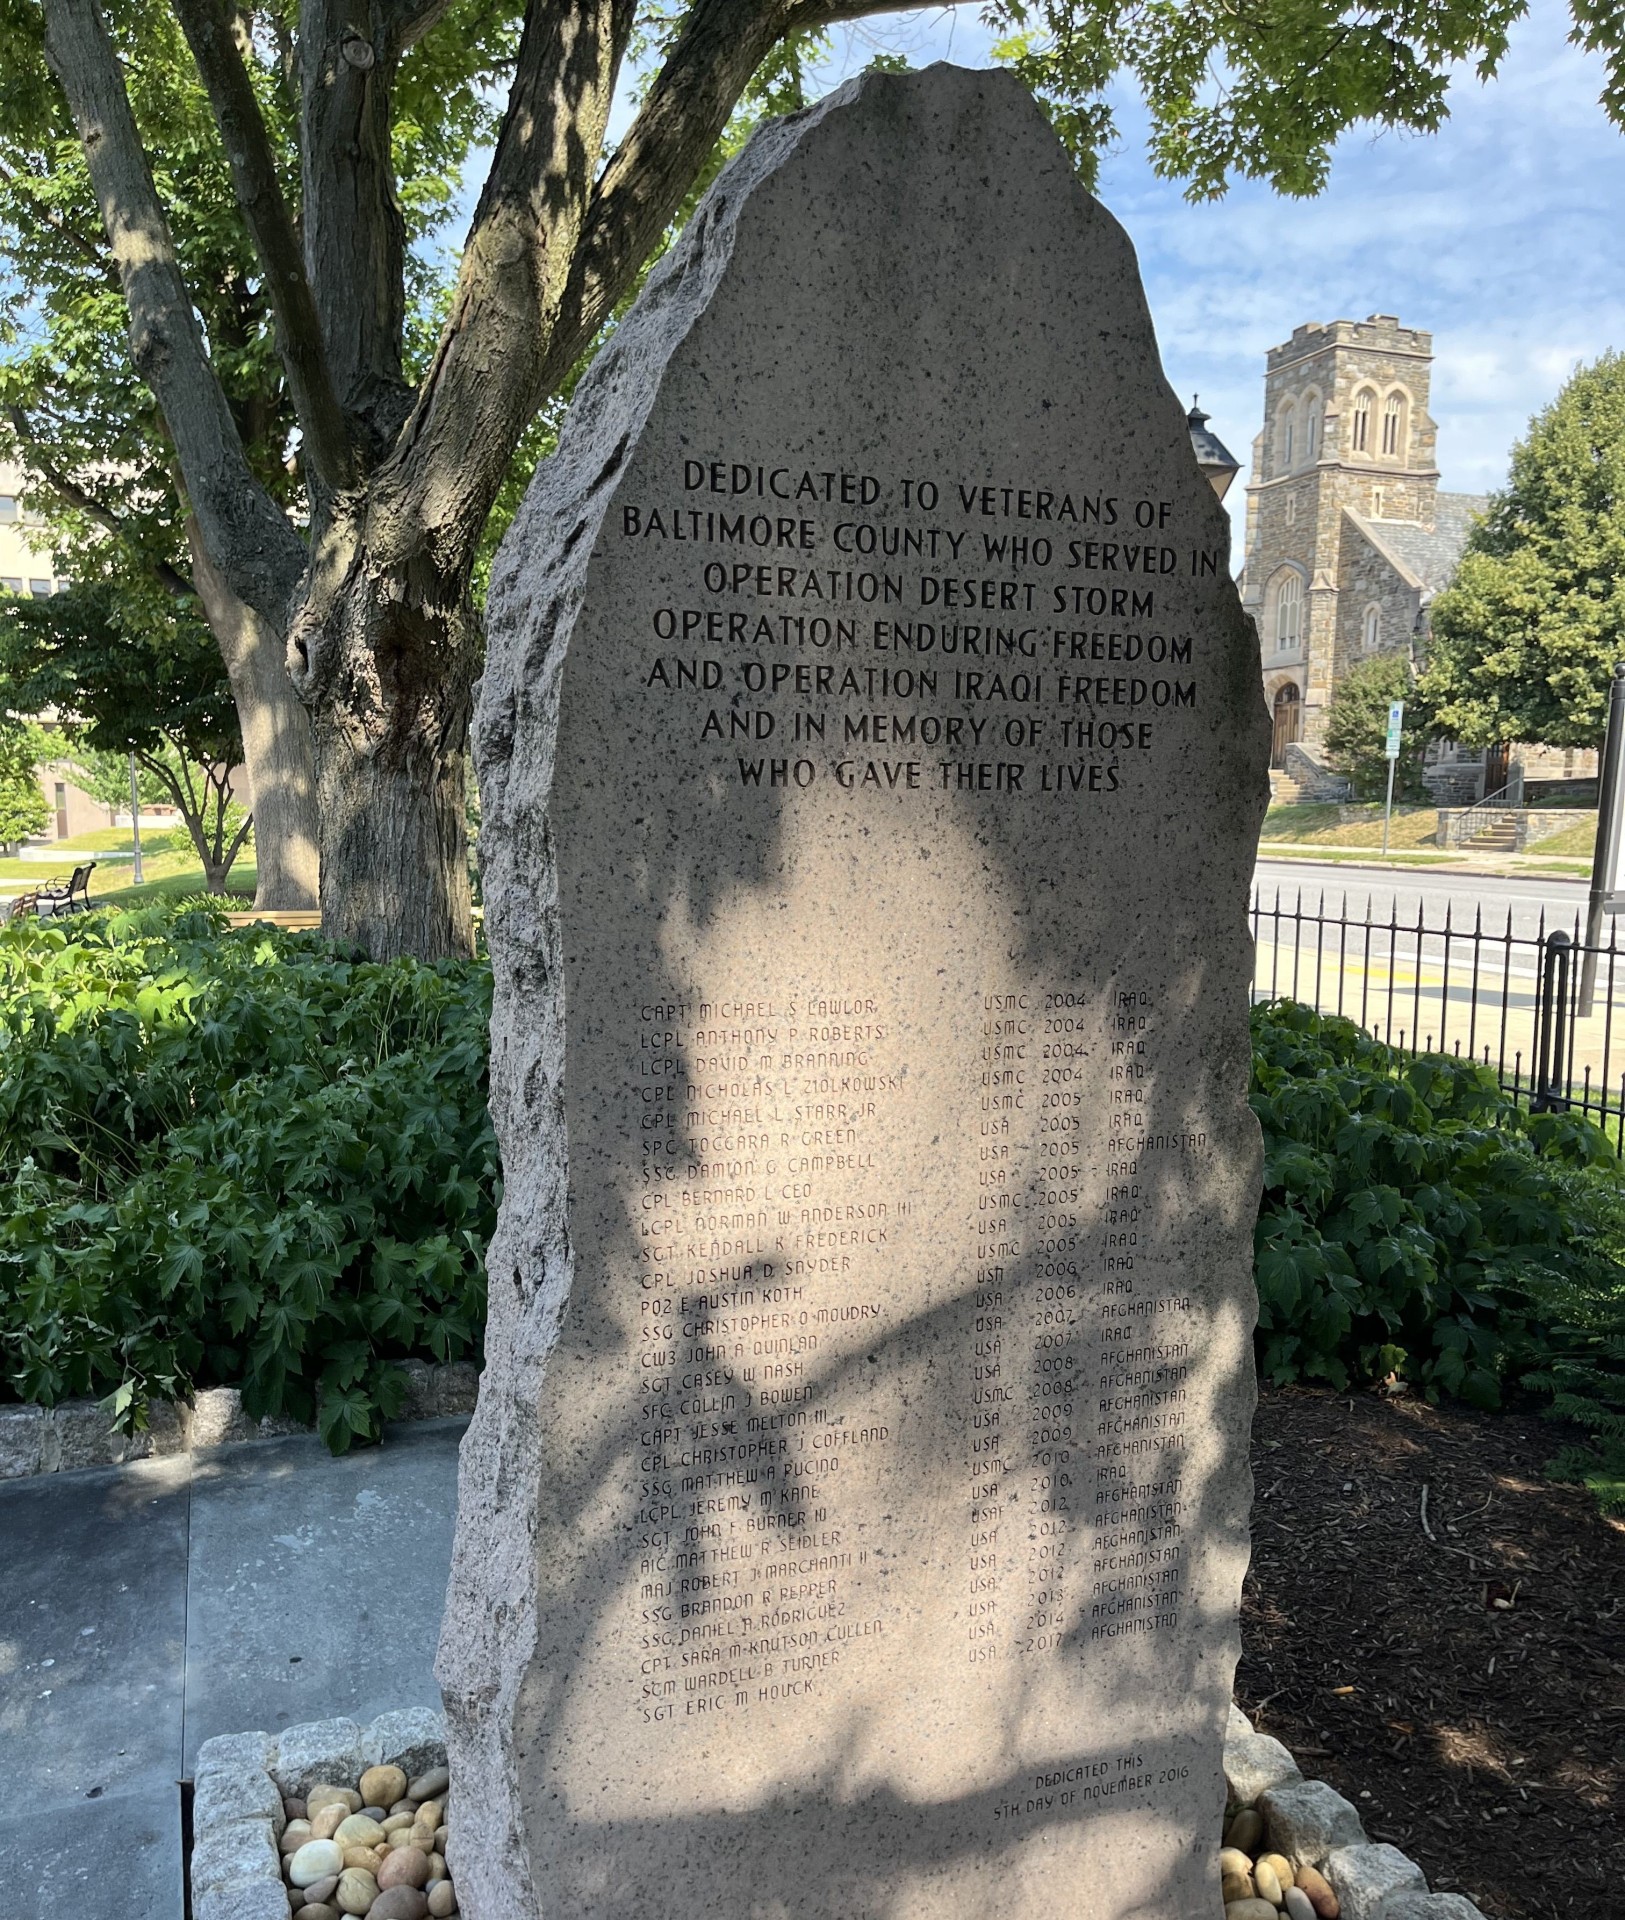 DEDICATED TO VETERANS OF
BALTIMORE COUNTY WHO SERVED IN
OPERATION DESERT STORM
OPERATION ENDURING FREEDOM
AND OPERATION IRAQI FREEDOM
AND IN MEMORY OF THOSE
WHO GAVE THEIR LIVES
CAPT MICHAEL S LAWLOR USMC 2004 IRAQ
LCPL ANTHONY P ROBERTS USMC 2004 IRAQ
LCPL DAVID M BRANNING USMC 2004 IRAQ
CPL NICHOLAS L ZIOLKOWSKI USMC 2004 IRAQ
CPL MICHAEL L STARR JR USMC 2005 IRAQ
SPC TOCCARA R GREEN USA 2005 IRAQ
SSG DAMION G CAMPBELL USA 2005 AFGHANISTAN
CPL BERNARD L CEO USA 2005 IRAQ
LCPL NORMAN W ANDERSON III USMC 2005 IRAQ
SGT KENDALL K FREDERICK USA 2005 IRAQ
CPL JOSHUA D SNYDER USMC 2005 IRAQ
PO2 E AUSTIN KOTH USN 2006 IRAQ
SSG CHRISTOPHER O MOUDRY USA 2006 IRAQ
CW3 JOHN A QUINLAN USA 2007 AFGHANISTAN
SGT CASEY W NASH USA 2007 IRAQ
SFC COLLIN J BOWEN USA 2008 AFGHANISTAN
CAPT JESSE MELTON III USMC 2008 AFGHANISTAN
CPL CHRISTOPHER J COFFLAND USA 2009 AFGHANISTAN
SSG MATTHEW A PUCINO USA 2009 AFGHANISTAN
LCPL JEREMY M KANE USMC 2010 AFGHANISTAN
SGT JOHN F BURNER III USA 2010 IRAQ
A1C MATTHEW R SEIDLER USAF 2012 AFGHANISTAN
MAJ ROBERT J MARCHANTI II USA 2012 AFGHANISTAN
SSG BRANDON R PEPPER USA 2012 AFGHANISTAN
SSG DANIEL A RODRIGUEZ USA 2012 AFGHANISTAN
CPT SARA M KNUTSON CULLEN USA 2013 AFGHANISTAN
SGM WARDELL B TURNER USA 2014 AFGHANISTAN
SGT ERIC M HOUCK USA 2017 AFGHANISTAN
DEDICATED THIS
5TH DAY OF NOVEMBER 2016